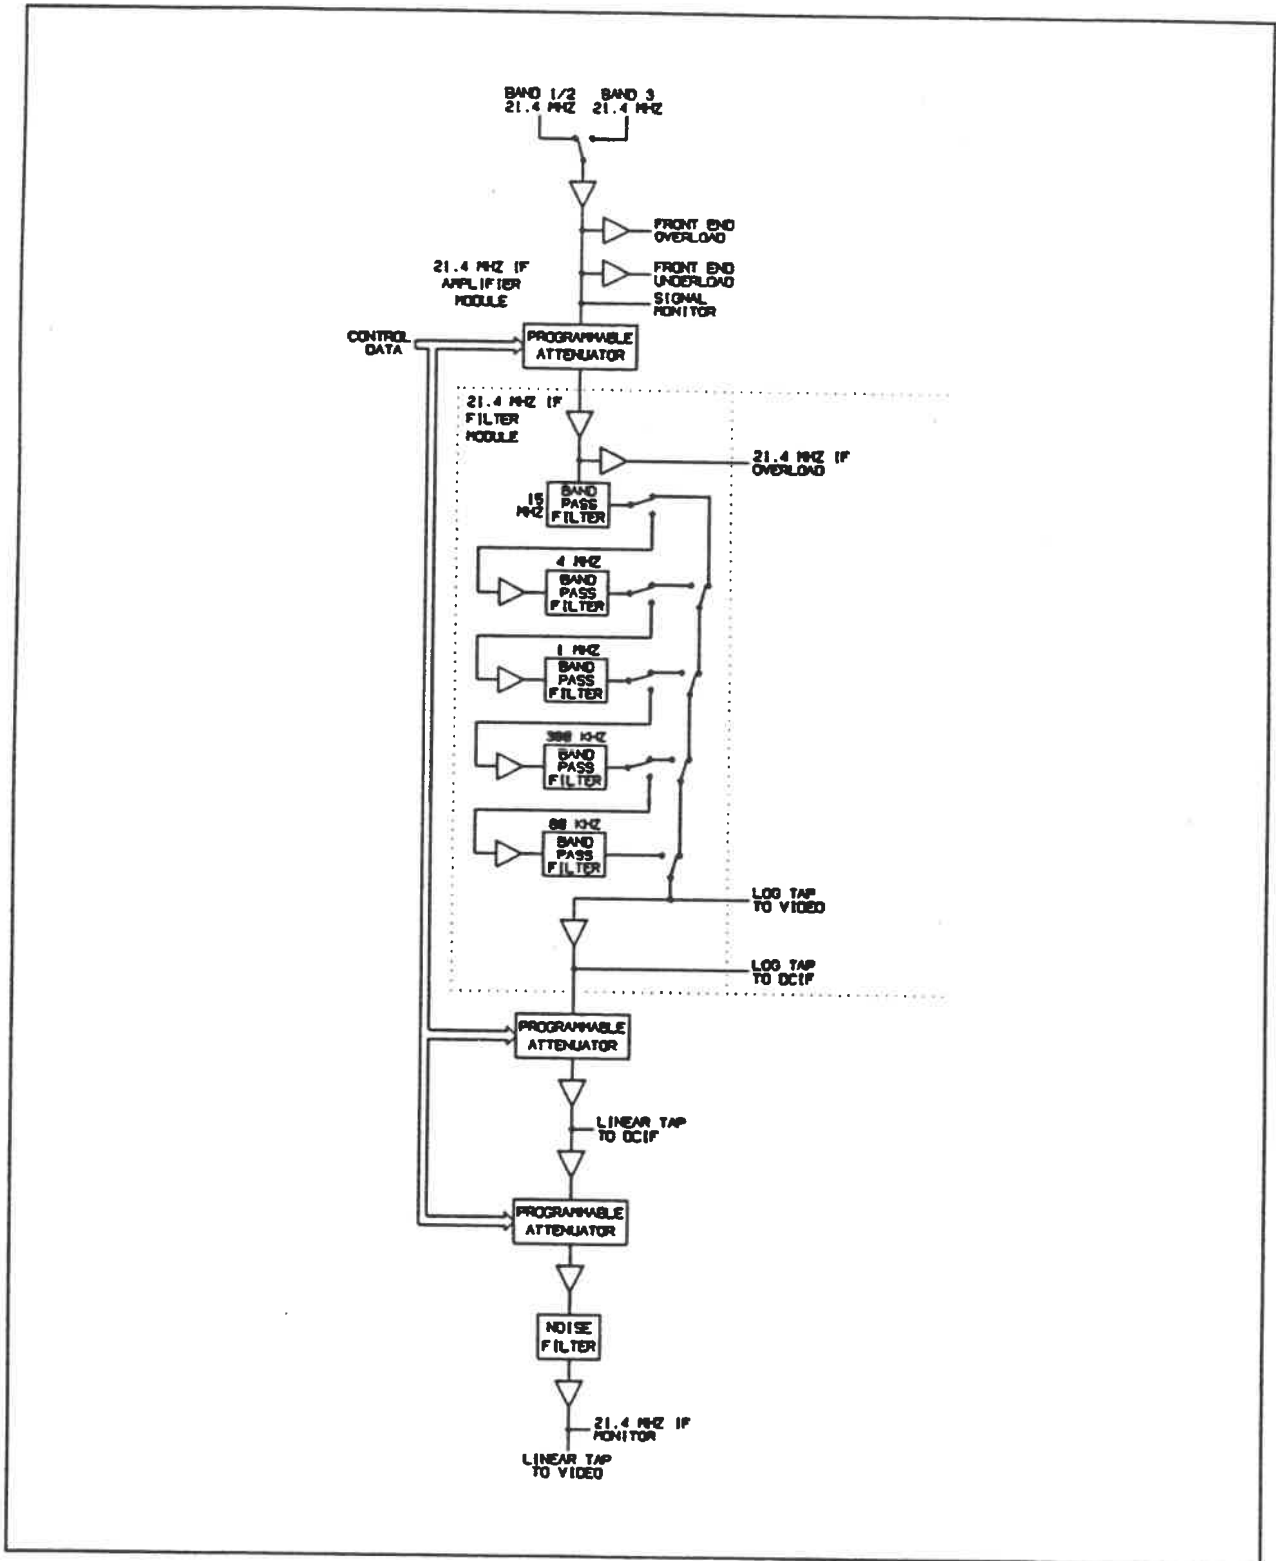 BAND 1/2 BAND 3
21.4 MHZ 21.4 MHZ
FRONT END
OVERLOAD
21.4 MHZ IF
AMPLIFIER
MODULE
FRONT END
UNDERLOAD
SIGNAL
MONITOR
CONTROL
DATA
PROGRAMMABLE
ATTENUATOR
21.4 MHZ IF
FILTER
MODULE
21.4 MHZ IF
OVERLOAD
15
MHZ
BAND
PASS
FILTER
4 MHZ
BAND
PASS
FILTER
1 MHZ
BAND
PASS
FILTER
KHZ
BAND
PASS
FILTER
KHZ
BAND
PASS
FILTER
LOG TAP
TO VIDEO
LOG TAP
TO DCIF
PROGRAMMABLE
ATTENUATOR
LINEAR TAP
TO DCIF
PROGRAMMABLE
ATTENUATOR
NOISE
FILTER
21.4 MHZ IF
MONITOR
LINEAR TAP
TO VIDEO